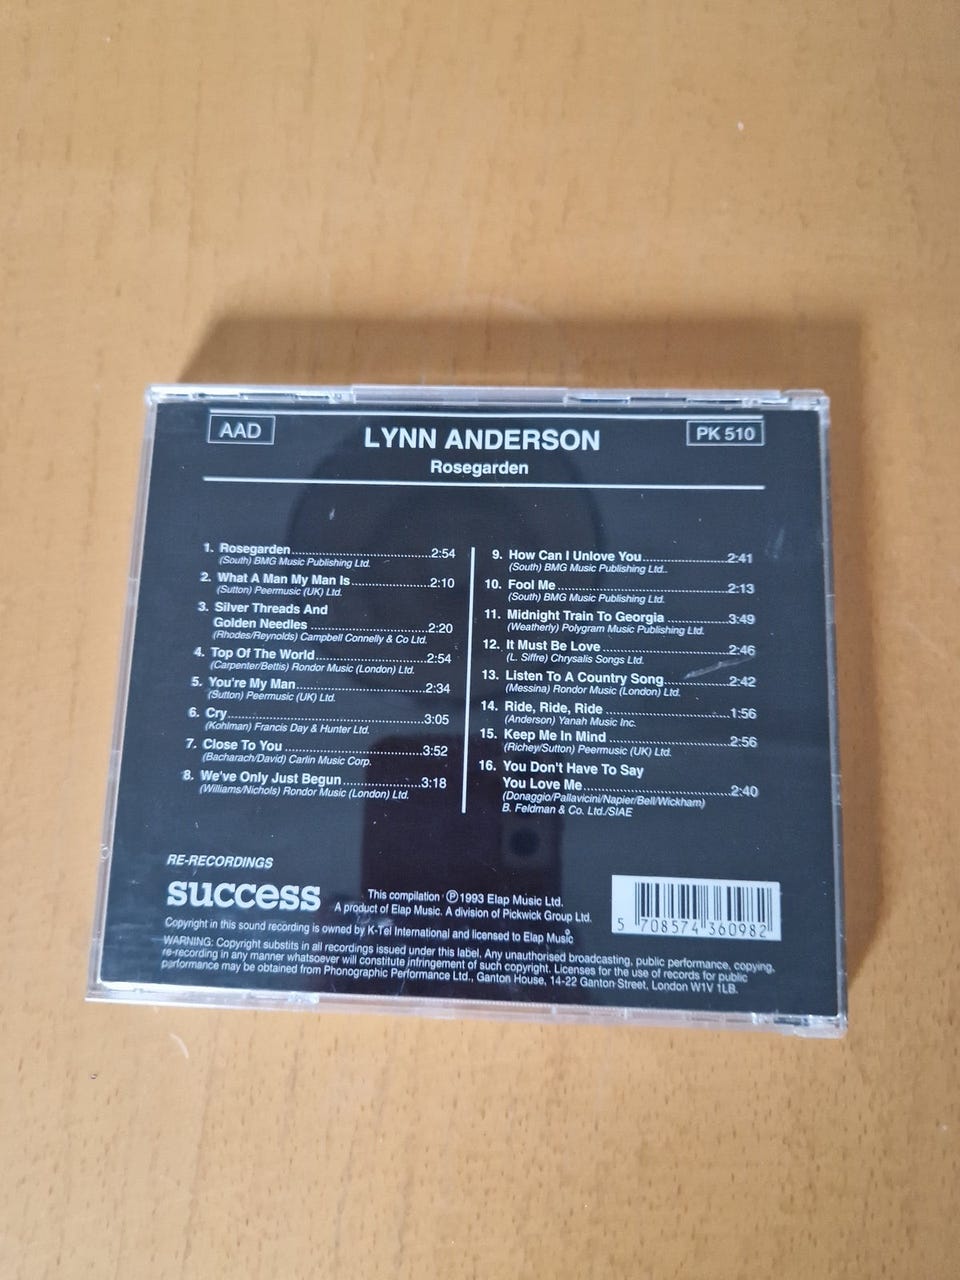 AAD
LYNN ANDERSON
PK 510
Rosegarden
1. Rosegarden 2:54
(South) BMG Music Publishing Ltd.
2. What A Man My Man Is 2:10
(Sutton) Peermusic (UK) Ltd.
3. Silver Threads And
Golden Needles 2:20
(Rhodes/Reynolds) Campbell Connelly & Co Ltd.
4. Top Of The World 2:54
(Carpenter/Bettis) Rondor Music (London) Ltd.
5. You're My Man 2:34
(Sutton) Peermusic (UK) Ltd.
6. Cry 3:05
(Kohlman) Francis Day & Hunter Ltd.
7. Close To You 3:52
(Bacharach/David) Carlin Music Corp.
8. We've Only Just Begun 3:18
(Williams/Nichols) Rondor Music (London) Ltd.
9. How Can I Unlove You 2:41
(South) BMG Music Publishing Ltd..
10. Fool Me 2:13
(South) BMG Music Publishing Ltd.
11. Midnight Train To Georgia 3:49
(Weatherly) Polygram Music Publishing Ltd.
12. It Must Be Love 2:46
(L. Siffre) Chrysalis Songs Ltd.
13. Listen To A Country Song 2:42
(Messina) Rondor Music (London) Ltd.
14. Ride, Ride, Ride 1:56
(Anderson) Yanah Music Inc.
15. Keep Me In Mind 2:56
(Richey/Sutton) Peermusic (UK) Ltd.
16. You Don't Have To Say
You Love Me 2:40
(Donaggio/Pallavicini/Napier/Bell/Wickham)
B. Feldman & Co. Ltd./SIAE
RE-RECORDINGS
success
This compilation ℗ 1993 Elap Music Ltd.
A product of Elap Music. A division of Pickwick Group Ltd.
Copyright in this sound recording is owned by K-Tel International and licensed to Elap Music
WARNING: Copyright substits in all recordings issued under this label. Any unauthorised broadcasting, public performance, copying,
re-recording in any manner whatsoever will constitute infringement of such copyright. Licenses for the use of records for public
performance may be obtained from Phonographic Performance Ltd., Ganton House, 14-22 Ganton Street, London W1V 1LB.
5 708574 360982